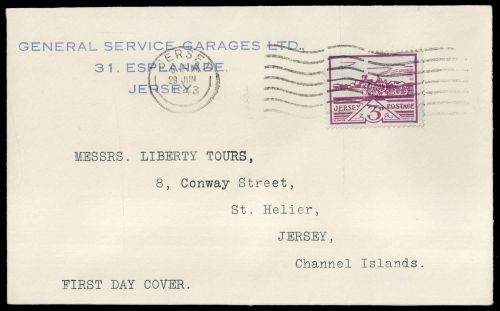 GENERAL SERVICE GARAGES LTD.,
31. ESPLANADE.
JERSEY.
JERSEY
29 JUN
JERSEY POSTAGE
3D
MESSRS. LIBERTY TOURS,
8, Conway Street,
St. Helier,
JERSEY,
Channel Islands.
FIRST DAY COVER.